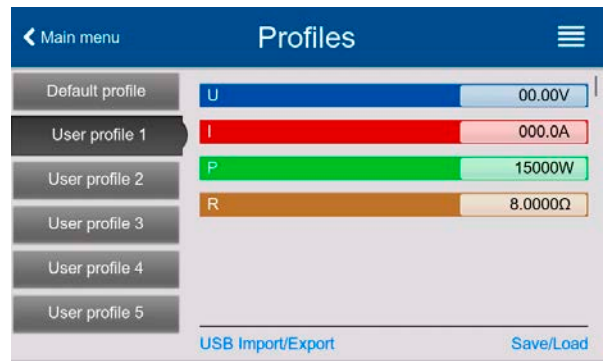 Main menu
Profiles
Default profile
User profile 1
User profile 2
User profile 3
User profile 4
User profile 5
U 00.00V
I 000.0A
P 15000W
R 8.0000Ω
USB Import/Export
Save/Load